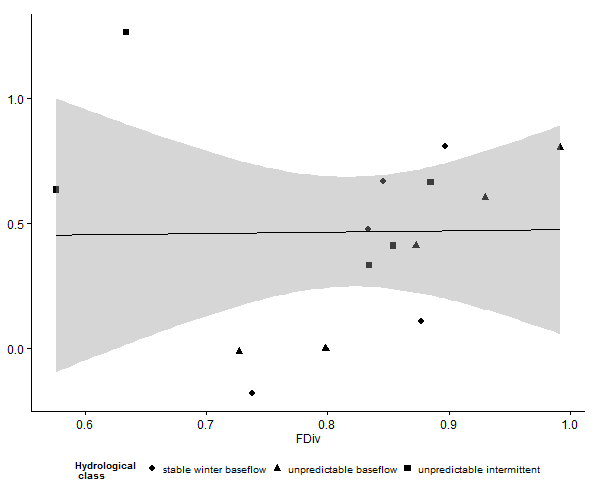 1.0
0.5
0.0
0.6 0.7 0.8 0.9 1.0
FDiv
Hydrological
class
stable winter baseflow unpredictable baseflow unpredictable intermittent